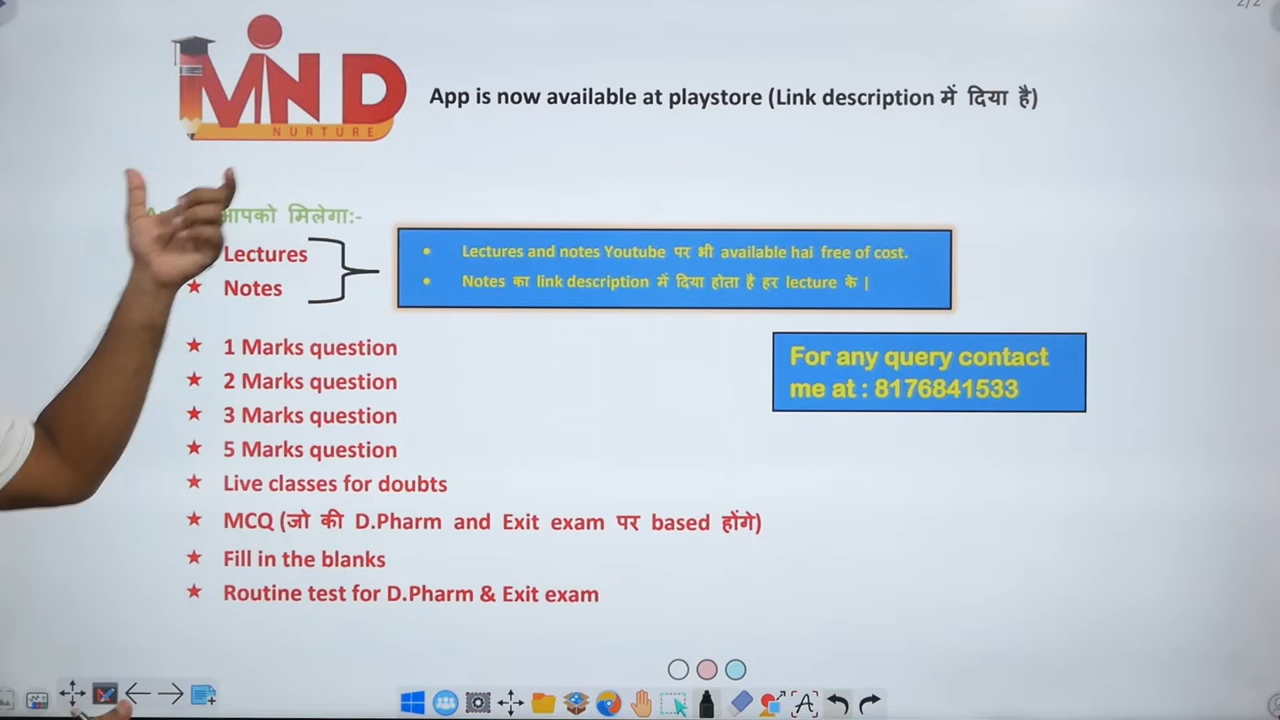 2/2
MIND
NURTURE
App is now available at playstore (Link description में दिया है)
आपको मिलेगा:-
Lectures
Notes
Lectures and notes Youtube पर भी available hai free of cost.
Notes का link description में दिया होता है हर lecture के |
1 Marks question
2 Marks question
3 Marks question
5 Marks question
For any query contact
me at : 8176841533
Live classes for doubts
MCQ (जो की D.Pharm and Exit exam पर based होंगे)
Fill in the blanks
Routine test for D.Pharm & Exit exam